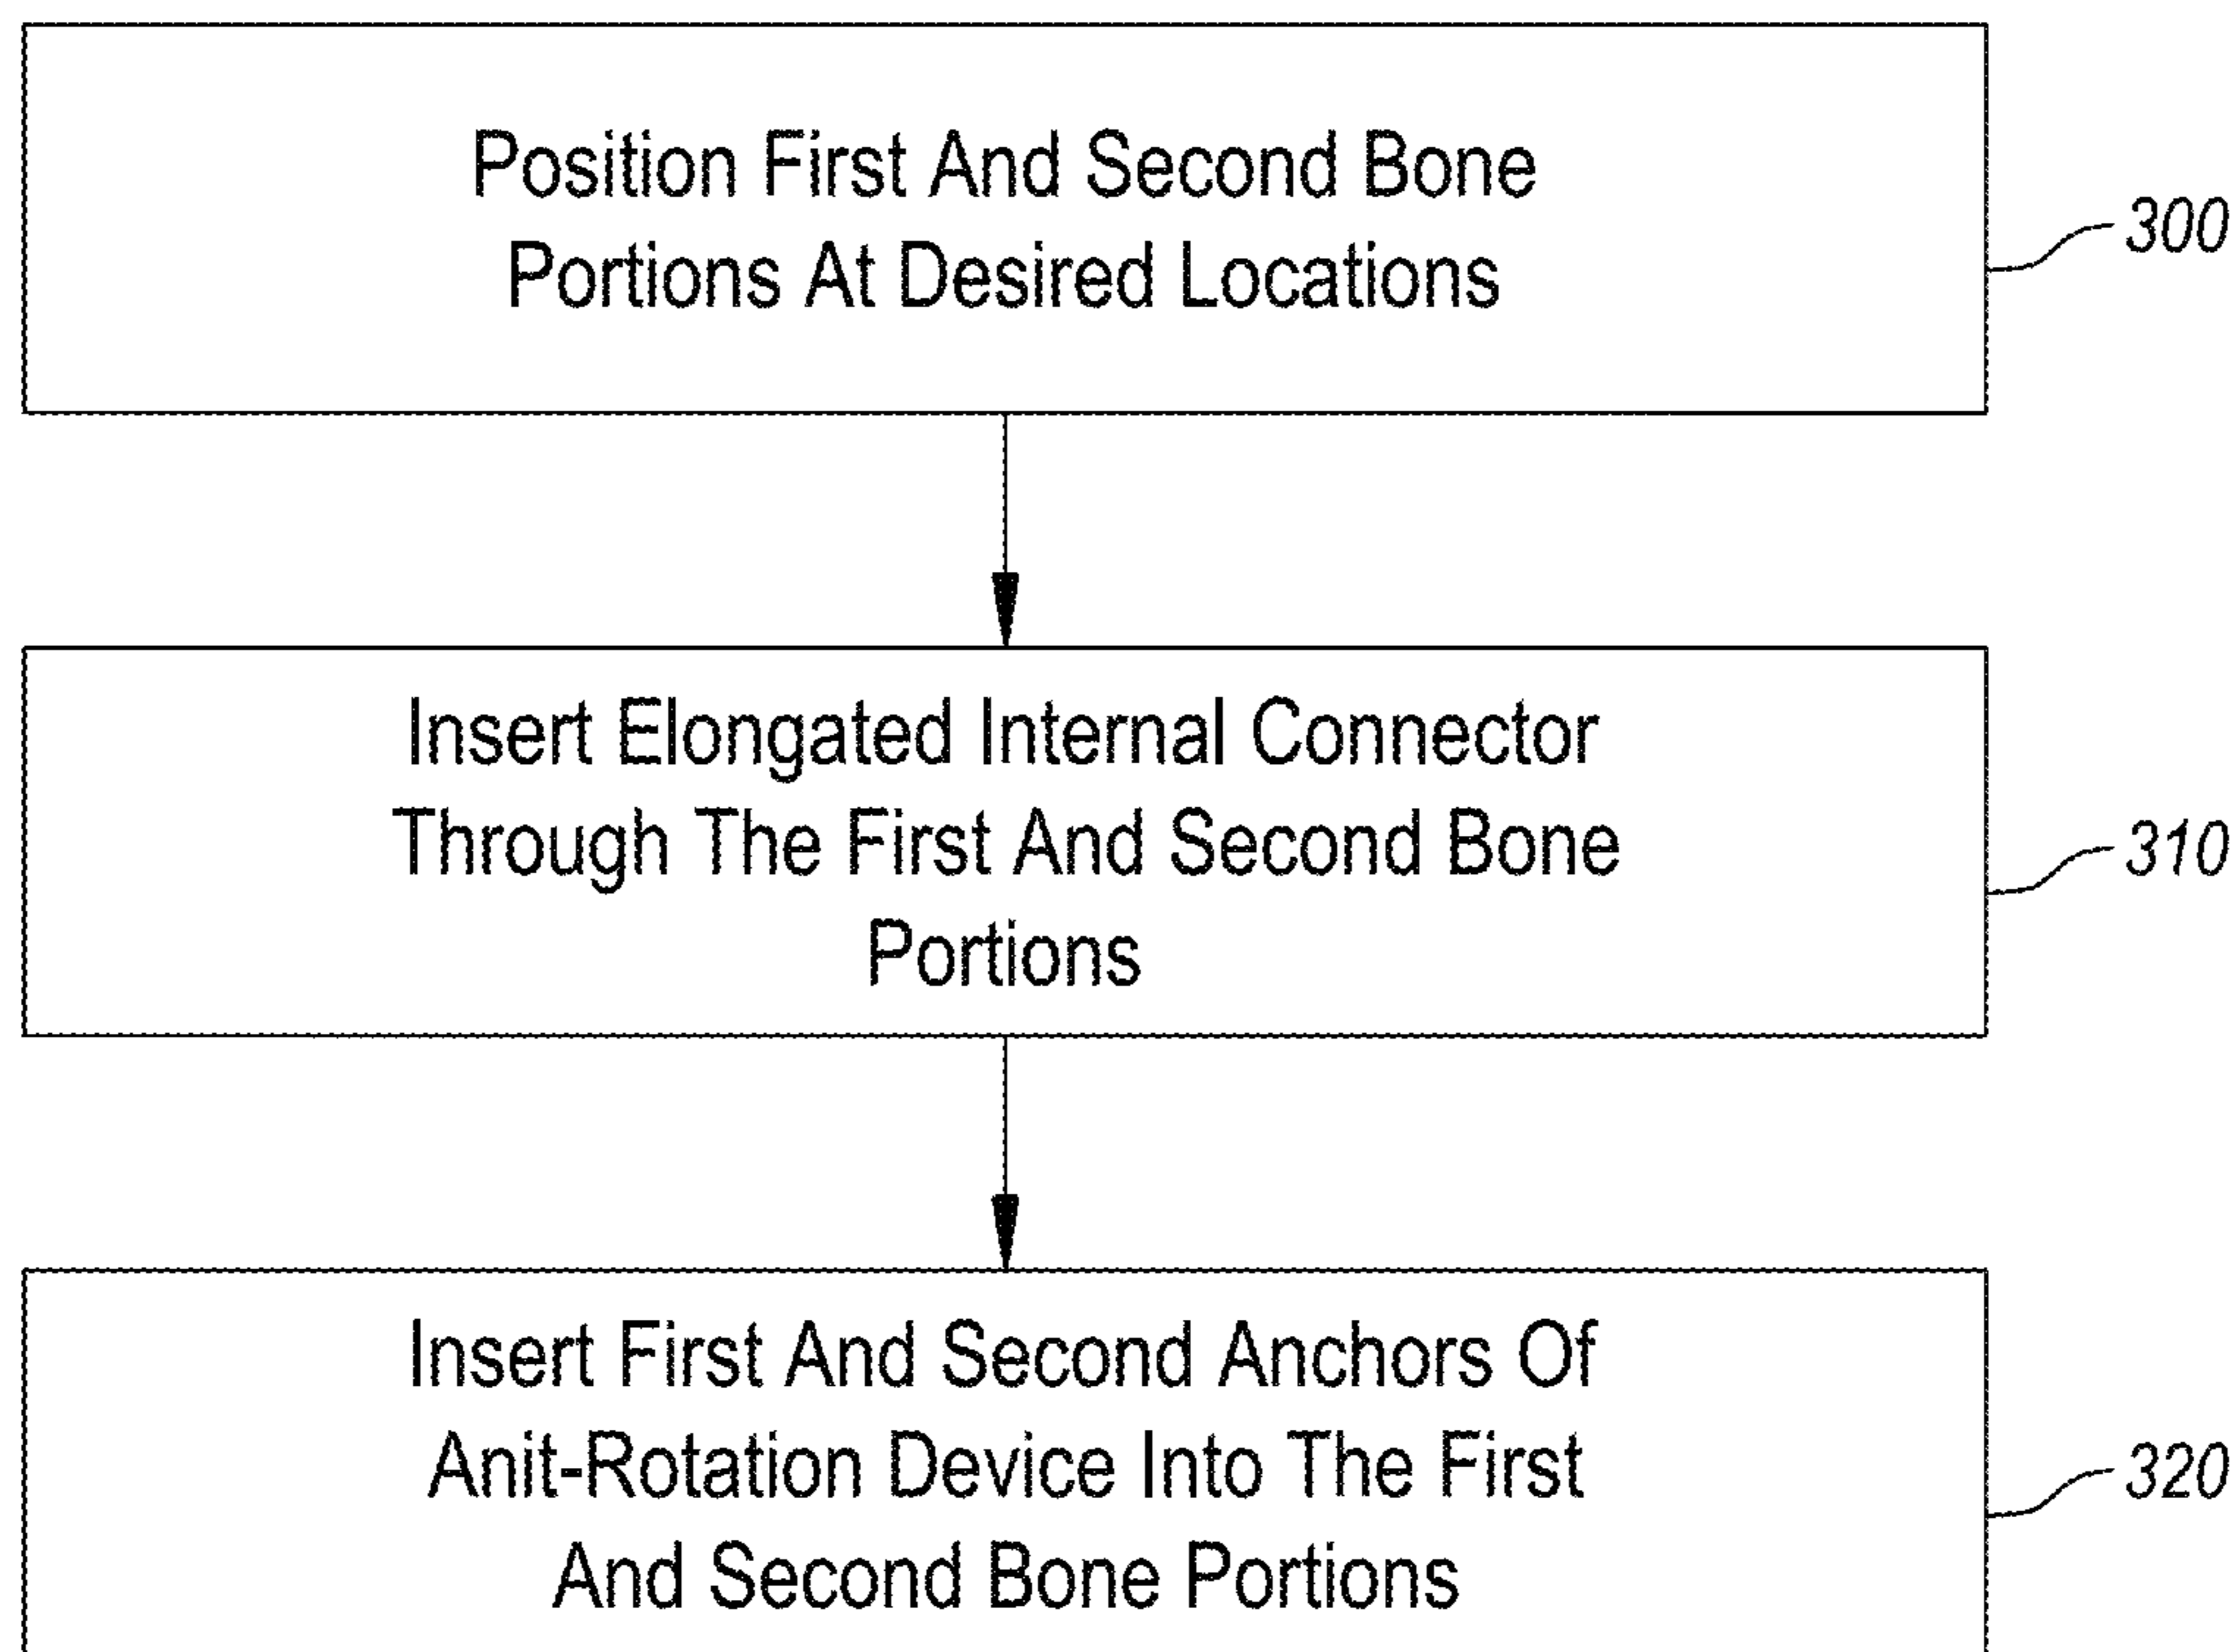 Position First And Second Bone
Portions At Desired Locations
300
Insert Elongated Internal Connector
Through The First And Second Bone
Portions
310
Insert First And Second Anchors Of
Anit-Rotation Device Into The First
And Second Bone Portions
320